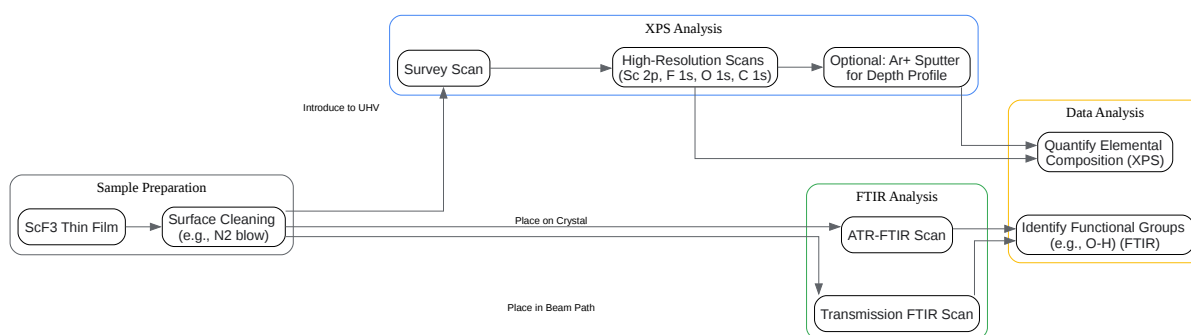 XPS Analysis
Survey Scan
High-Resolution Scans
(Sc 2p, F 1s, O 1s, C 1s)
Optional: Ar+ Sputter
for Depth Profile
Introduce to UHV
Data Analysis
Quantify Elemental
Composition (XPS)
Sample Preparation
ScF3 Thin Film
Surface Cleaning
(e.g., N2 blow)
Place on Crystal
FTIR Analysis
ATR-FTIR Scan
Identify Functional Groups
(e.g., O-H) (FTIR)
Place in Beam Path
Transmission FTIR Scan